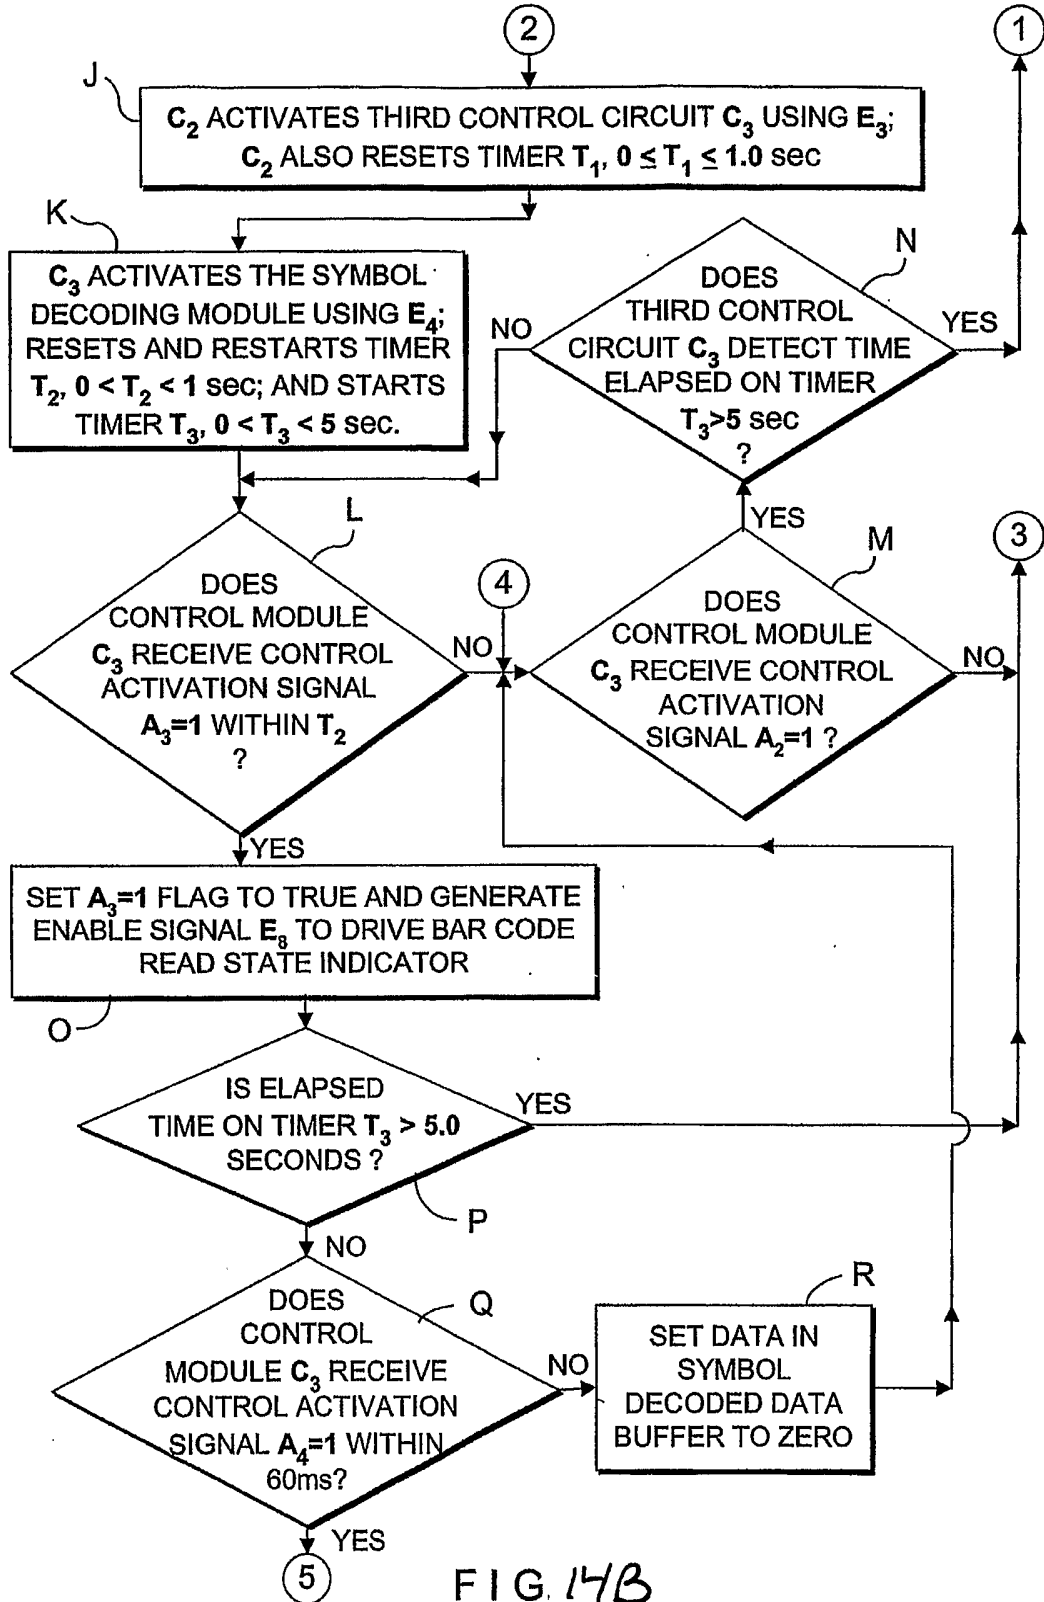 2
1
J
C2 ACTIVATES THIRD CONTROL CIRCUIT C3 USING E3;
C2 ALSO RESETS TIMER T1, 0 ≤ T1 ≤ 1.0 sec
K
C3 ACTIVATES THE SYMBOL
DECODING MODULE USING E4;
RESETS AND RESTARTS TIMER
T2, 0 < T2 < 1 sec; AND STARTS
TIMER T3, 0 < T3 < 5 sec.
N
DOES
THIRD CONTROL
CIRCUIT C3 DETECT TIME
ELAPSED ON TIMER
T3>5 sec
?
NO
YES
L
DOES
CONTROL MODULE
C3 RECEIVE CONTROL
ACTIVATION SIGNAL
A3=1 WITHIN T2
?
NO
YES
4
YES
M
3
DOES
CONTROL MODULE
C3 RECEIVE CONTROL
ACTIVATION
SIGNAL A2=1 ?
NO
SET A3=1 FLAG TO TRUE AND GENERATE
ENABLE SIGNAL E8 TO DRIVE BAR CODE
READ STATE INDICATOR
O
IS ELAPSED
TIME ON TIMER T3 > 5.0
SECONDS ?
YES
P
NO
DOES
CONTROL
MODULE C3 RECEIVE
CONTROL ACTIVATION
SIGNAL A4=1 WITHIN
60ms?
Q
NO
R
SET DATA IN
SYMBOL
DECODED DATA
BUFFER TO ZERO
YES
5
FIG. 14B